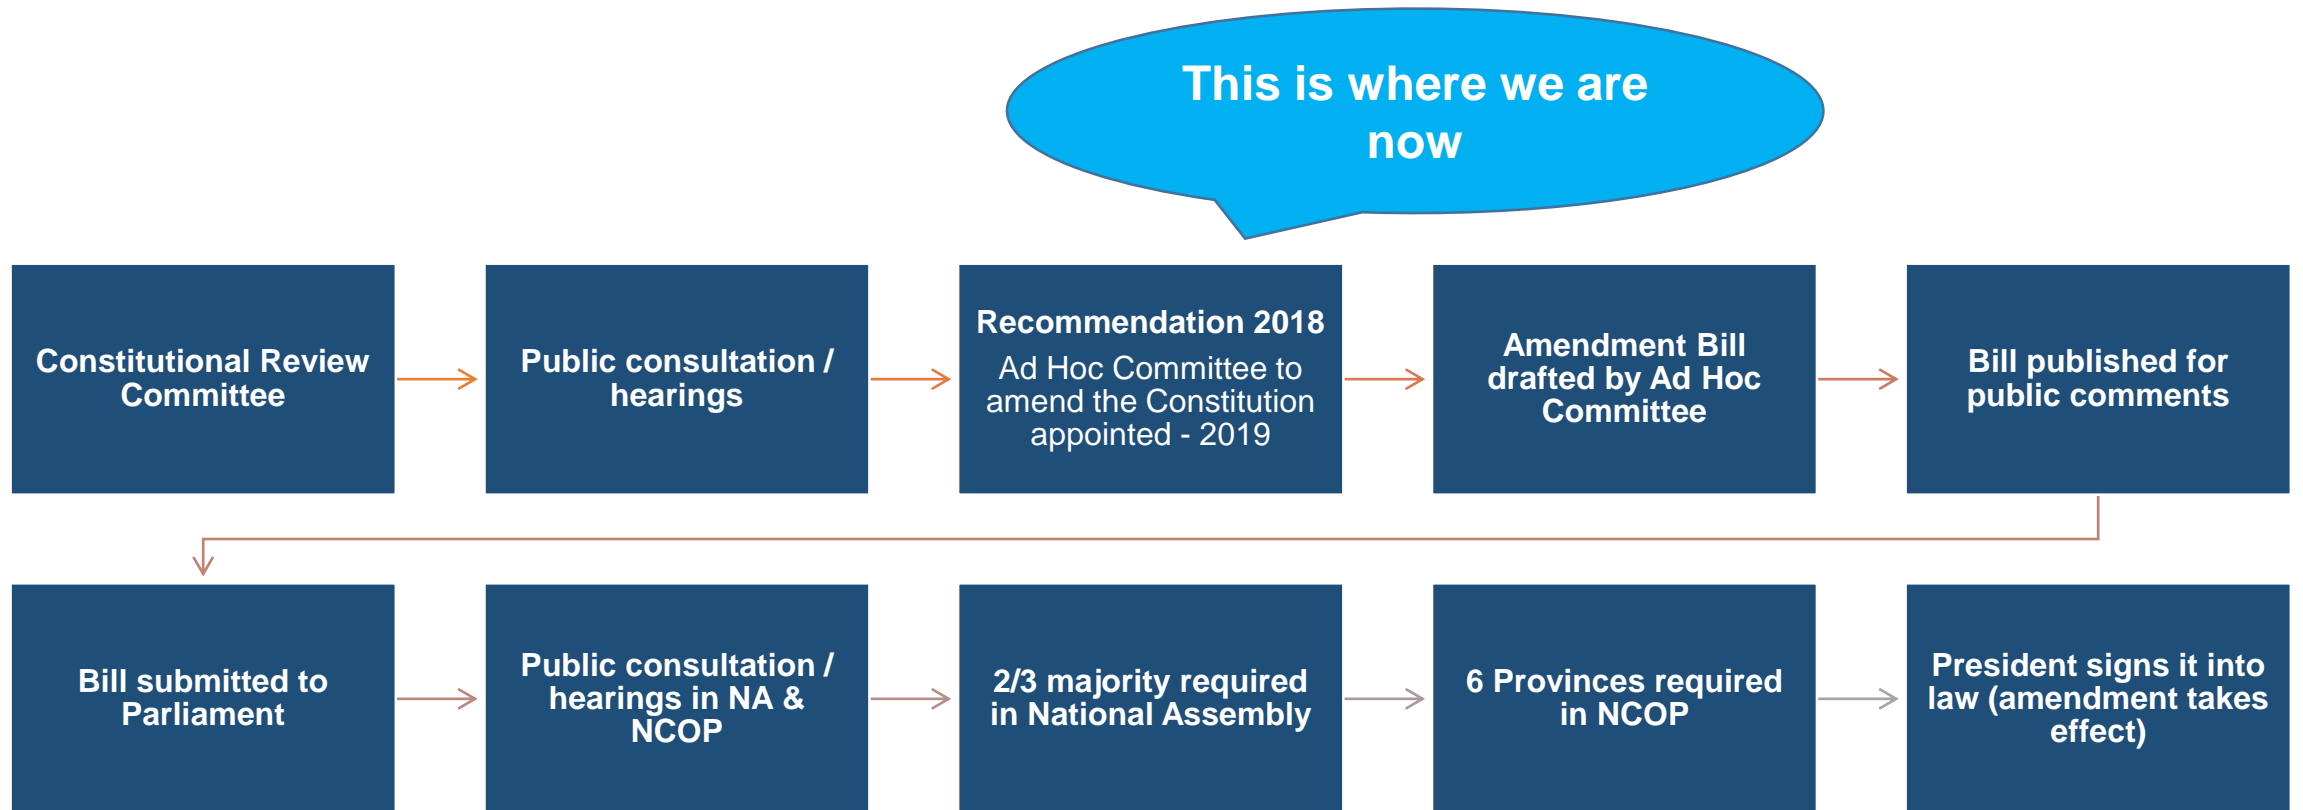 This is where we are
now
Constitutional Review
Committee
Public consultation /
hearings
Recommendation 2018
Ad Hoc Committee to
amend the Constitution
appointed - 2019
Amendment Bill
drafted by Ad Hoc
Committee
Bill published for
public comments
Bill submitted to
Parliament
Public consultation /
hearings in NA &
NCOP
2/3 majority required
in National Assembly
6 Provinces required
in NCOP
President signs it into
law (amendment takes
effect)